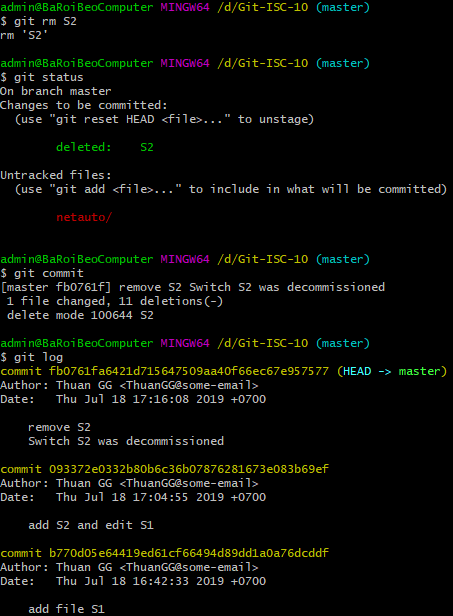 admin@BaRoiBeoComputer MINGW64 /d/Git-ISC-10 (master)
$ git rm S2
rm 'S2'
admin@BaRoiBeoComputer MINGW64 /d/Git-ISC-10 (master)
$ git status
On branch master
Changes to be committed:
  (use "git reset HEAD <file>..." to unstage)
        deleted:    S2
Untracked files:
  (use "git add <file>..." to include in what will be committed)
        netauto/
admin@BaRoiBeoComputer MINGW64 /d/Git-ISC-10 (master)
$ git commit
[master fb0761f] remove S2 Switch S2 was decommissioned
 1 file changed, 11 deletions(-)
 delete mode 100644 S2
admin@BaRoiBeoComputer MINGW64 /d/Git-ISC-10 (master)
$ git log
commit fb0761fa6421d715647509aa40f66ec67e957577 (HEAD -> master)
Author: Thuan GG <ThuanGG@some-email>
Date:   Thu Jul 18 17:16:08 2019 +0700
    remove S2
    Switch S2 was decommissioned
commit 093372e0332b80b6c36b07876281673e083b69ef
Author: Thuan GG <ThuanGG@some-email>
Date:   Thu Jul 18 17:04:55 2019 +0700
    add S2 and edit S1
commit b770d05e64419ed61cf66494d89dd1a0a76dcddf
Author: Thuan GG <ThuanGG@some-email>
Date:   Thu Jul 18 16:42:33 2019 +0700
    add file S1